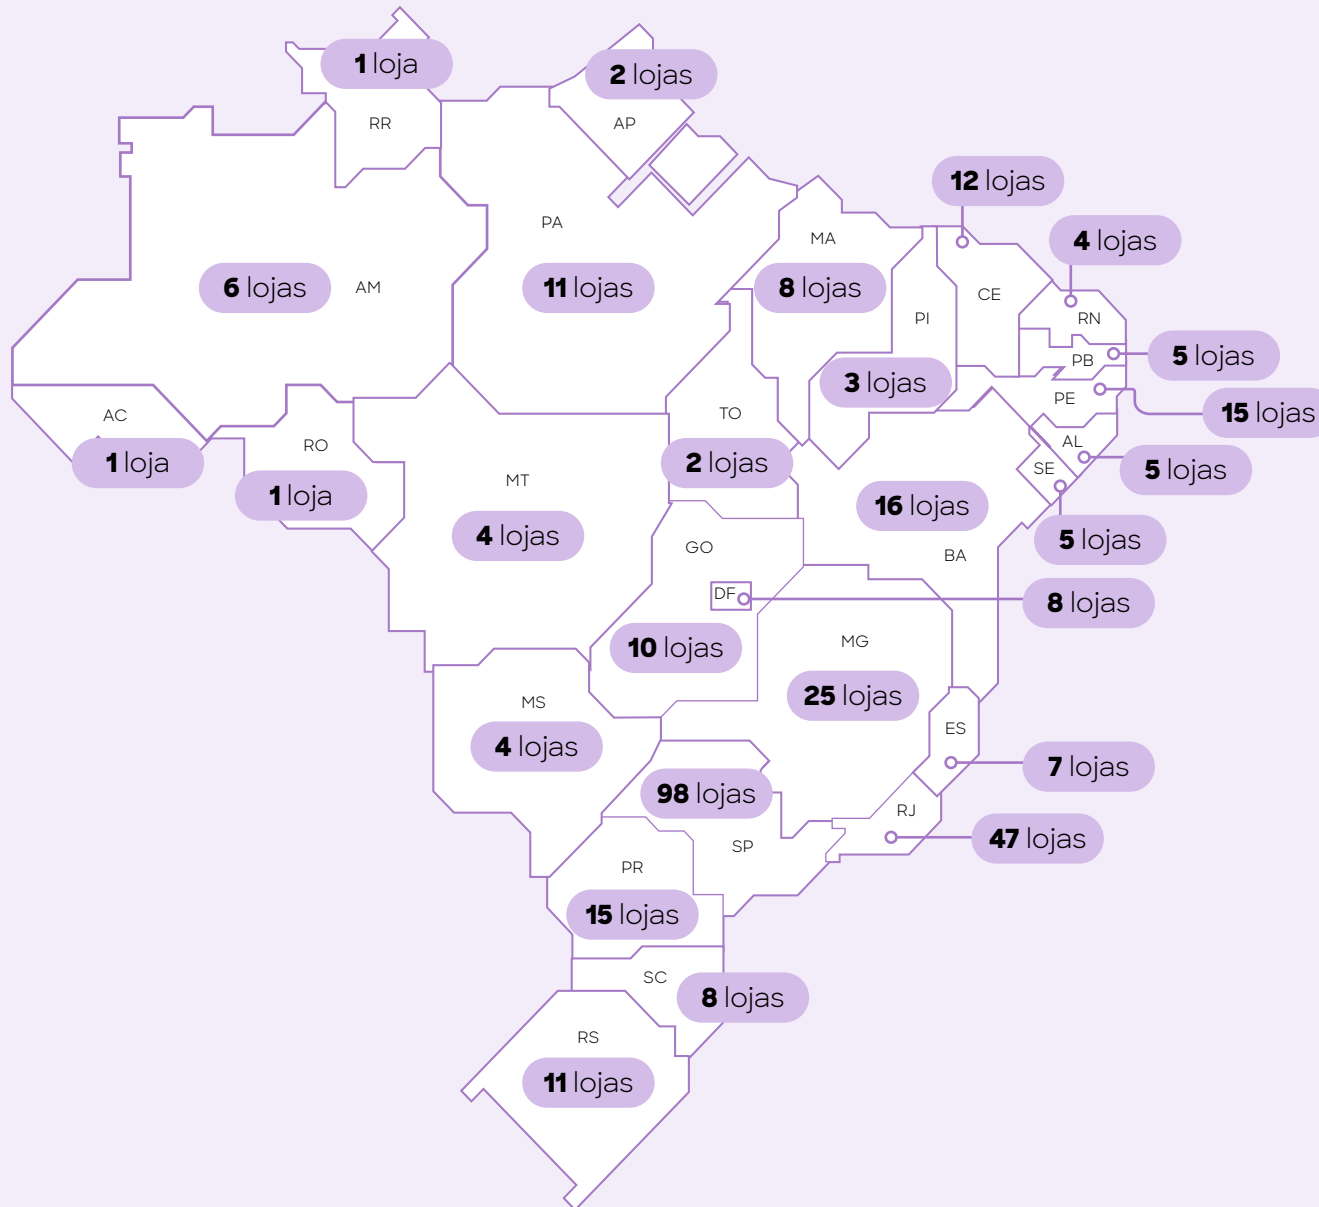 1 loja
2 lojas
RR
AP
12 lojas
PA
MA
4 lojas
6 lojas
AM
11 lojas
8 lojas
CE
PI
RN
PB
5 lojas
3 lojas
PE
15 lojas
AC
TO
RO
AL
1 loja
2 lojas
SE
5 lojas
MT
1 loja
16 lojas
4 lojas
5 lojas
GO
BA
DF
8 lojas
10 lojas
MG
25 lojas
MS
ES
4 lojas
7 lojas
98 lojas
RJ
47 lojas
SP
PR
15 lojas
SC
8 lojas
RS
11 lojas